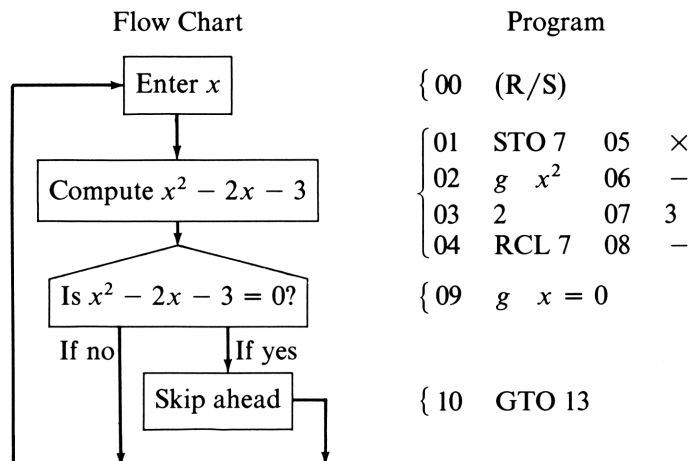 Flow Chart Program
Enter x { 00 (R/S)
{ 01 STO 7 05 ×
Compute x² − 2x − 3 02 g x² 06 −
03 2 07 3
04 RCL 7 08 −
Is x² − 2x − 3 = 0? { 09 g x = 0
If no If yes
Skip ahead { 10 GTO 13